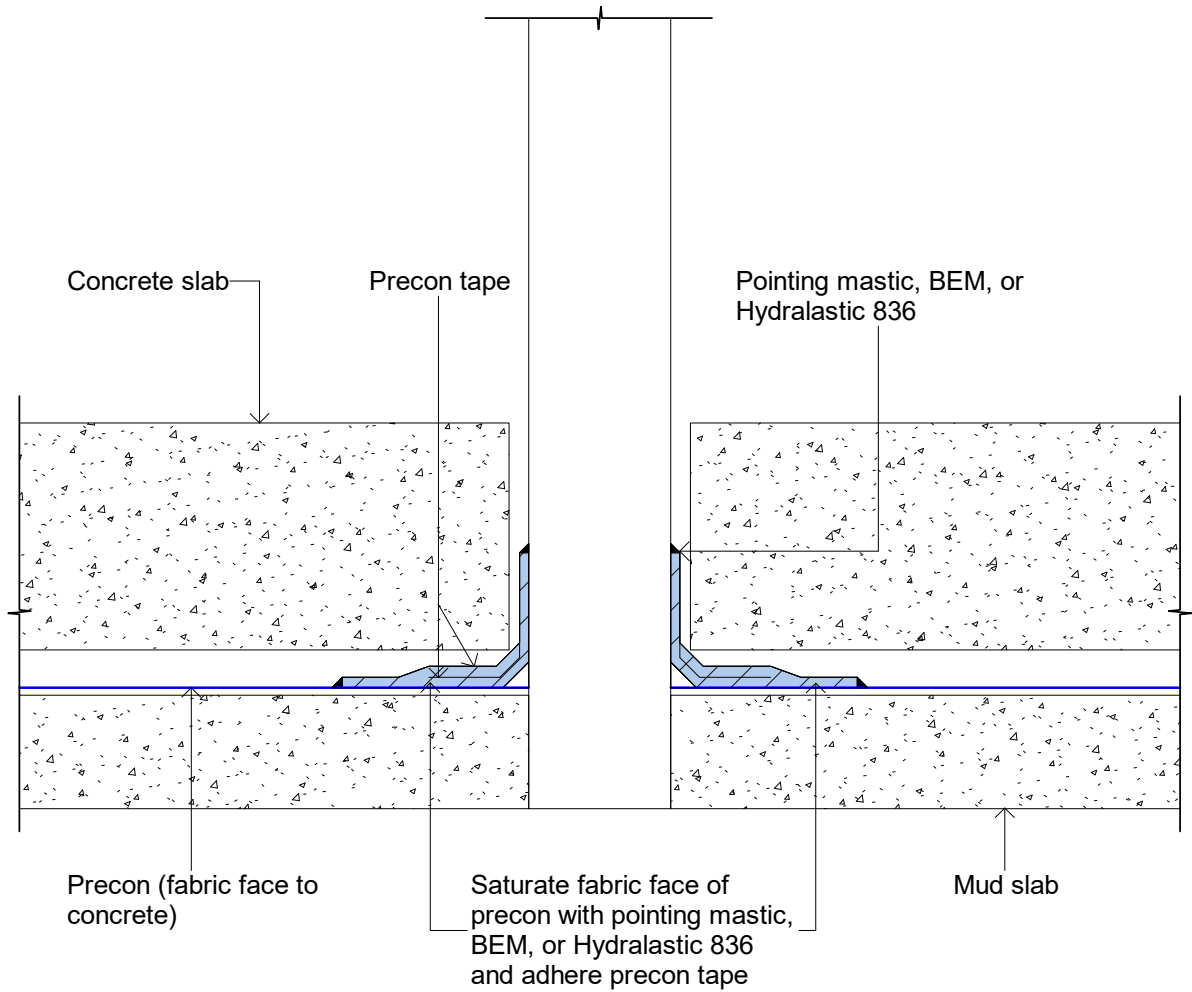 Concrete slab
Precon tape
Pointing mastic, BEM, or
Hydralastic 836
Precon (fabric face to
concrete)
Saturate fabric face of
precon with pointing mastic,
BEM, or Hydralastic 836
and adhere precon tape
Mud slab